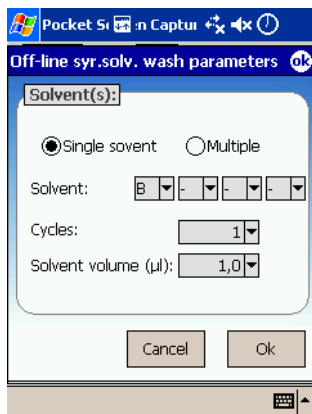 Pocket S :n Captur
Off-line syr.solv. wash parameters ok
Solvent(s):
Single sovent Multiple
Solvent: B - - -
Cycles: 1
Solvent volume (µl): 1,0
Cancel Ok